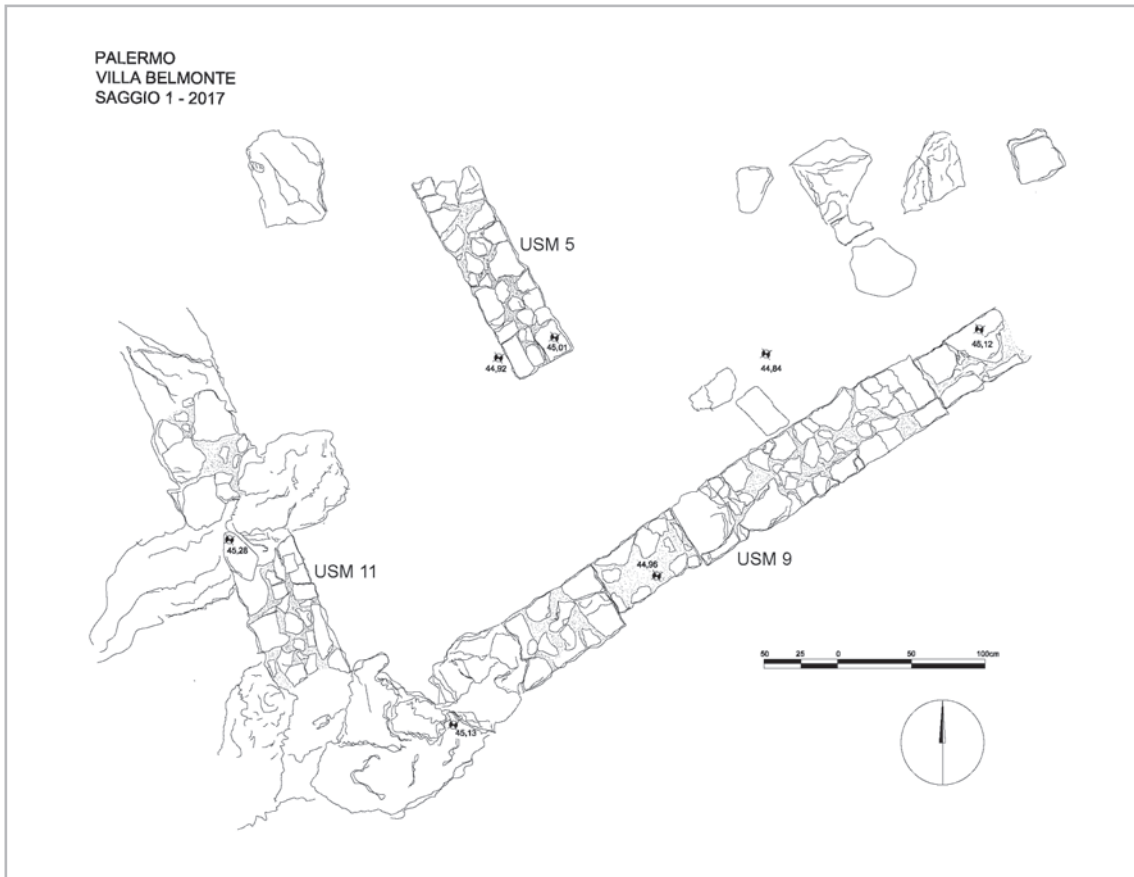 PALERMO
VILLA BELMONTE
SAGGIO 1 - 2017
USM 5
45,01
44,92
45,12
44,84
45,28
USM 11
44,96
USM 9
45,13
50 25 0 50 100cm